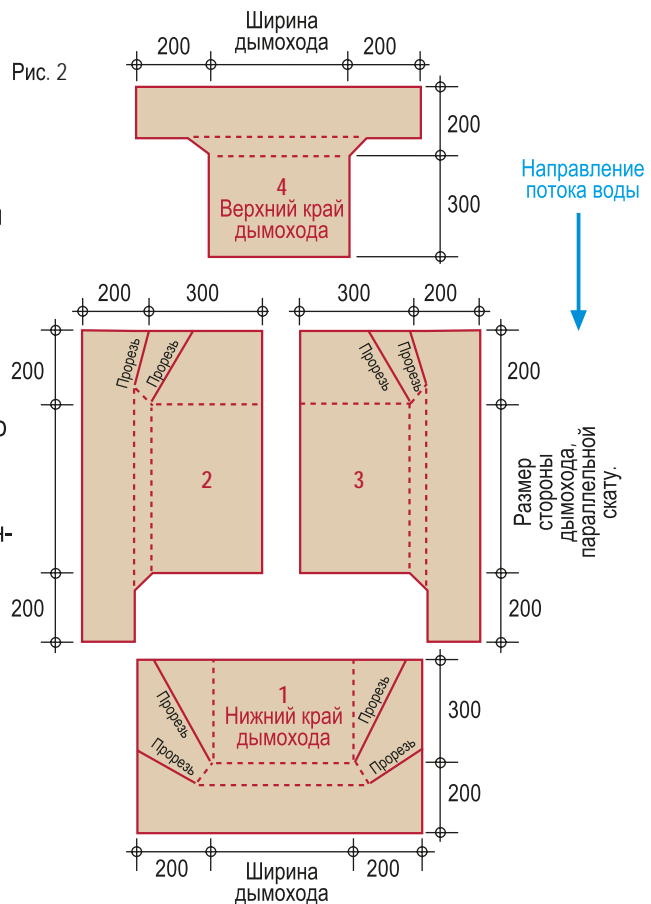 Рис. 2
Ширина
дымохода
200
200
200
300
4
Верхний край
дымохода
Направление
потока воды
200
300
300
200
200
Прорезь
Прорезь
Прорезь
Прорезь
200
2
3
Размер
стороны
дымохода,
параллельной
скату.
200
200
1
Нижний край
дымохода
Прорезь
Прорезь
Прорезь
Прорезь
300
200
200
Ширина
дымохода
200